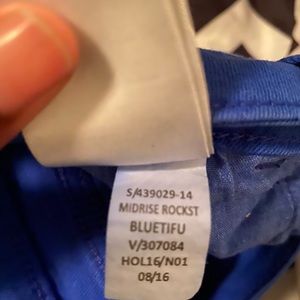 S/439029-14
MIDRISE ROCKST
BLUETIFU
V/307084
HOL16/N01
08/16